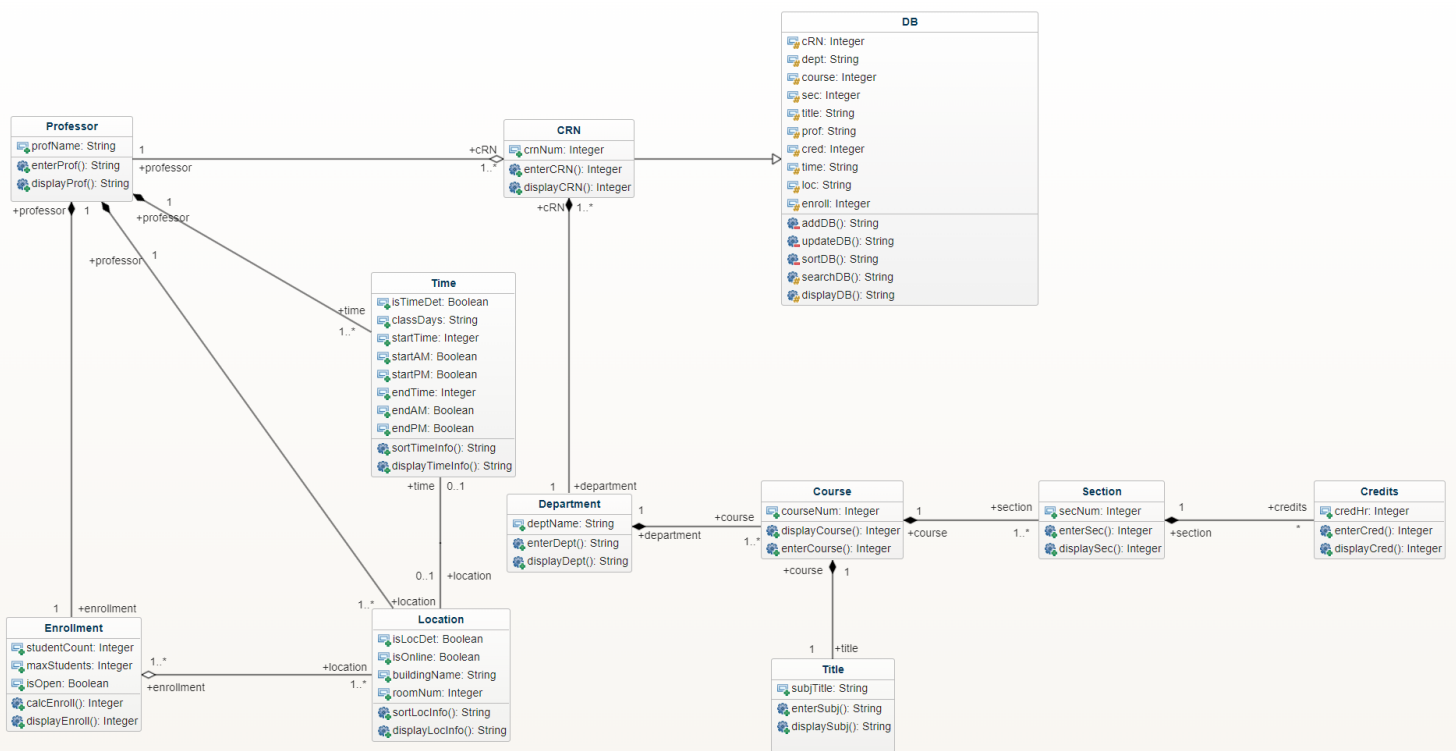 DB
cRN: Integer
dept: String
course: Integer
sec: Integer
title: String
prof: String
cred: Integer
time: String
loc: String
enroll: Integer
addDB(): String
updateDB(): String
sortDB(): String
searchDB(): String
displayDB(): String
Professor
profName: String
enterProf(): String
displayProf(): String
1
+professor
+cRN
1..*
CRN
crnNum: Integer
enterCRN(): Integer
displayCRN(): Integer
+professor
1
1
+professor
+professor
1
+cRN
1..*
Time
isTimeDet: Boolean
classDays: String
startTime: Integer
startAM: Boolean
startPM: Boolean
endTime: Integer
endAM: Boolean
endPM: Boolean
sortTimeInfo(): String
displayTimeInfo(): String
+time
1..*
+time
0..1
0..1
+location
1
+department
Department
deptName: String
enterDept(): String
displayDept(): String
1
+department
+course
1..*
Course
courseNum: Integer
displayCourse(): Integer
enterCourse(): Integer
1
+course
+section
1..*
Section
secNum: Integer
enterSec(): Integer
displaySec(): Integer
1
+section
+credits
*
Credits
credHr: Integer
enterCred(): Integer
displayCred(): Integer
+course
1
1
+title
Title
subjTitle: String
enterSubj(): String
displaySubj(): String
1
+enrollment
Enrollment
studentCount: Integer
maxStudents: Integer
isOpen: Boolean
calcEnroll(): Integer
displayEnroll(): Integer
1..*
+enrollment
+location
1..*
1..*
+location
Location
isLocDet: Boolean
isOnline: Boolean
buildingName: String
roomNum: Integer
sortLocInfo(): String
displayLocInfo(): String